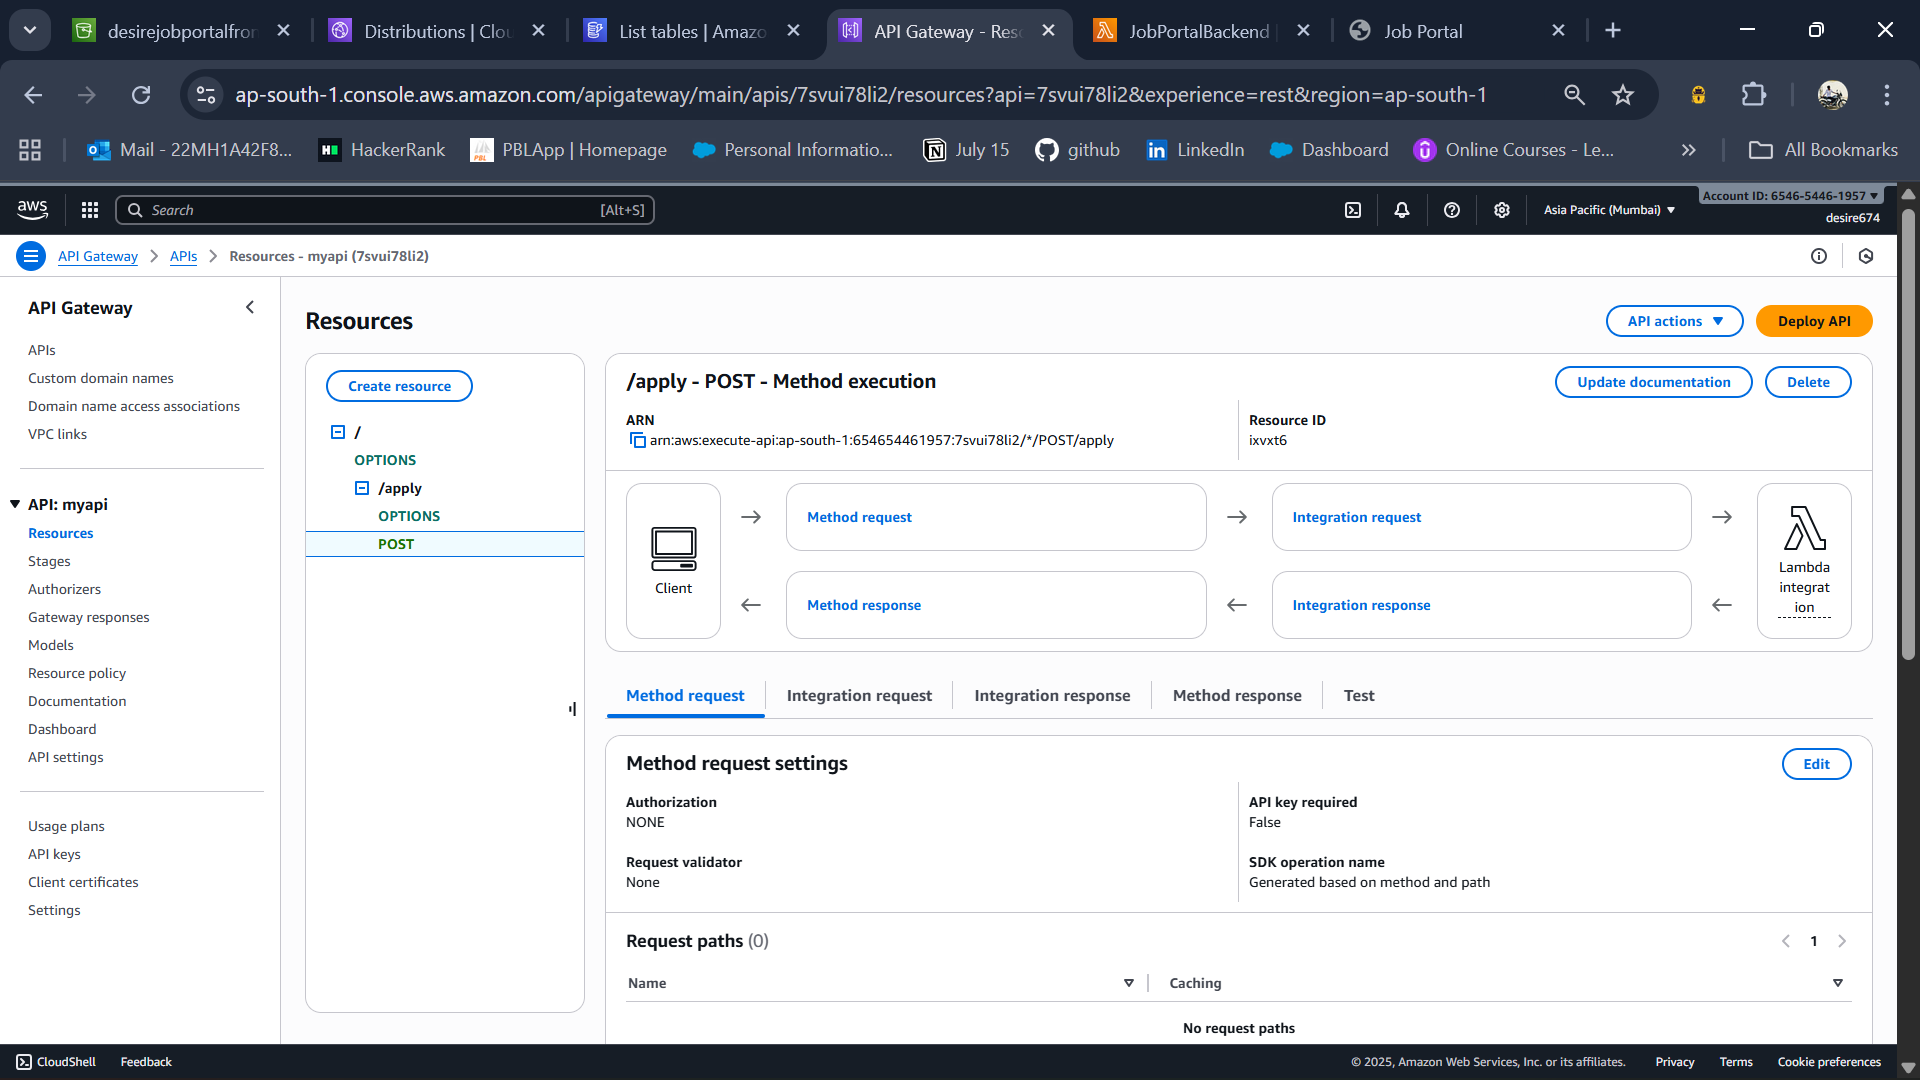 desirejobportalfron
Distributions | Clou
List tables | Amazo
API Gateway - Reso
JobPortalBackend
Job Portal
ap-south-1.console.aws.amazon.com/apigateway/main/apis/7svui78li2/resources?api=7svui78li2&experience=rest&region=ap-south-1
Mail - 22MH1A42F8...
HackerRank
PBLApp | Homepage
Personal Informatio...
July 15
github
LinkedIn
Dashboard
Online Courses - Le...
All Bookmarks
aws
Search
[Alt+S]
Asia Pacific (Mumbai)
Account ID: 6546-5446-1957
desire674
API Gateway
APIs
Resources - myapi (7svui78li2)
API Gateway
APIs
Custom domain names
Domain name access associations
VPC links
API: myapi
Resources
Stages
Authorizers
Gateway responses
Models
Resource policy
Documentation
Dashboard
API settings
Usage plans
API keys
Client certificates
Settings
Resources
API actions
Deploy API
Create resource
/
OPTIONS
/apply
OPTIONS
POST
/apply - POST - Method execution
Update documentation
Delete
ARN
arn:aws:execute-api:ap-south-1:654654461957:7svui78li2/*/POST/apply
Resource ID
ixvxt6
Client
Method request
Integration request
Method response
Integration response
Lambda
integrat
ion
Method request
Integration request
Integration response
Method response
Test
Method request settings
Edit
Authorization
NONE
API key required
False
Request validator
None
SDK operation name
Generated based on method and path
Request paths (0)
1
Name
Caching
No request paths
CloudShell
Feedback
© 2025, Amazon Web Services, Inc. or its affiliates.
Privacy
Terms
Cookie preferences